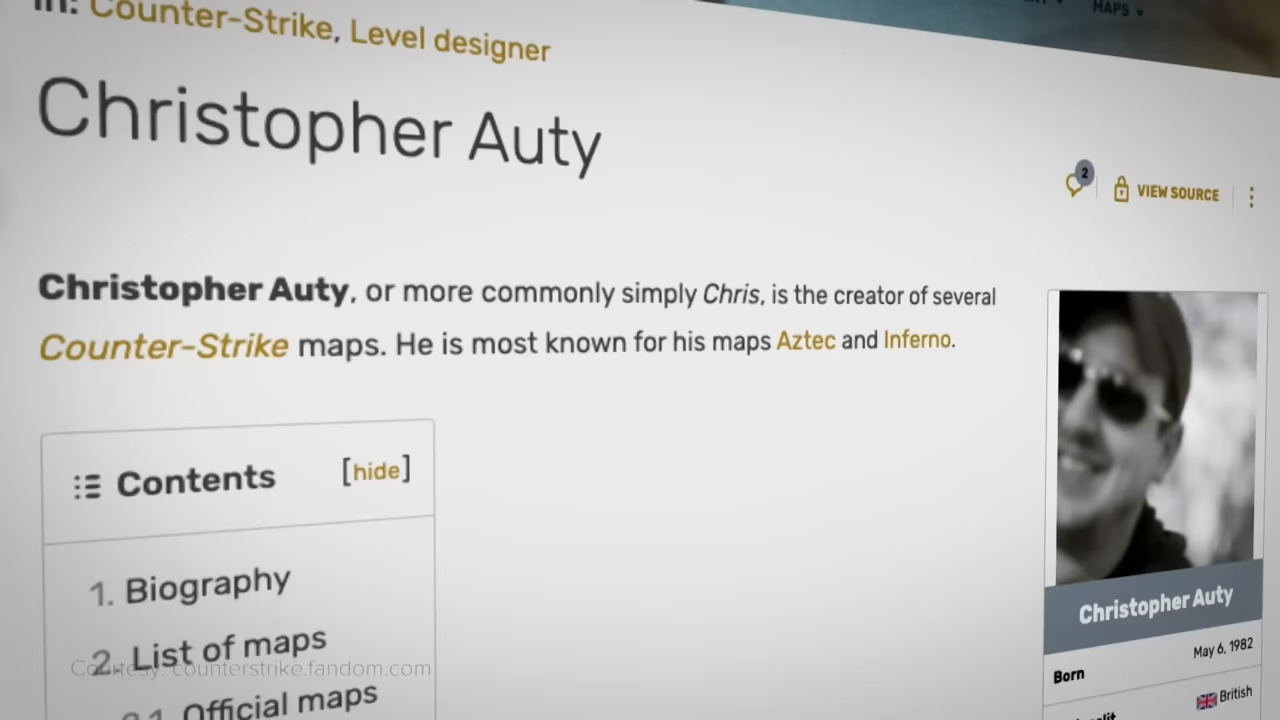 in: Counter-Strike, Level designer
MAPS
Christopher Auty
2
VIEW SOURCE
Christopher Auty, or more commonly simply Chris, is the creator of several
Counter-Strike maps. He is most known for his maps Aztec and Inferno.
Contents [hide]
1. Biography
2. List of maps
2.1 Official maps
Christopher Auty
Born May 6, 1982
British
Courtesy: counterstrike.fandom.com